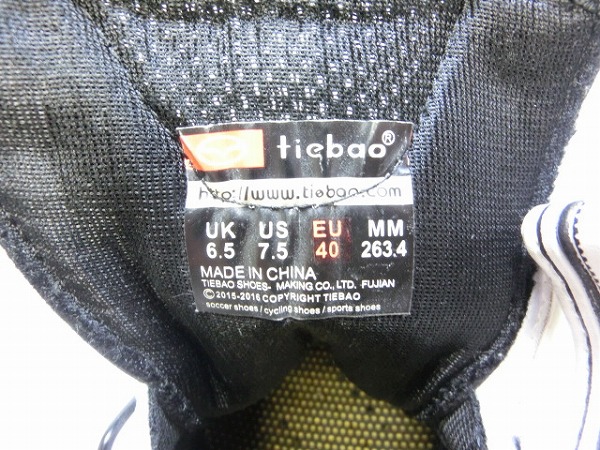 tiebao®
http://www.tiebao.com
UK US EU MM
6.5 7.5 40 263.4
MADE IN CHINA
TIEBAO SHOES- MAKING CO., LTD. FUJIAN
©2015-2016 COPYRIGHT TIEBAO
soccer shoes / cycling shoes / sports shoes